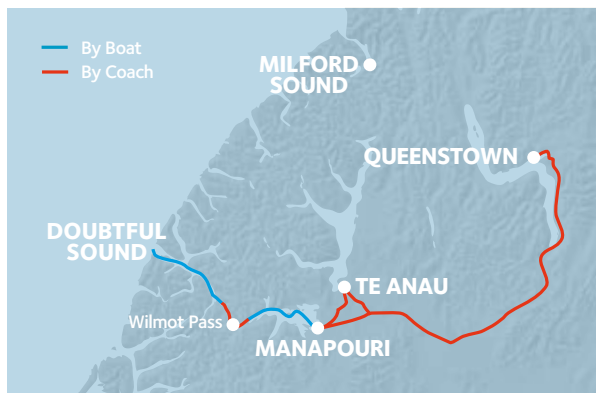 By Boat
By Coach
MILFORD
SOUND
QUEENSTOWN
DOUBTFUL
SOUND
TE ANAU
Wilmot Pass
MANAPOURI